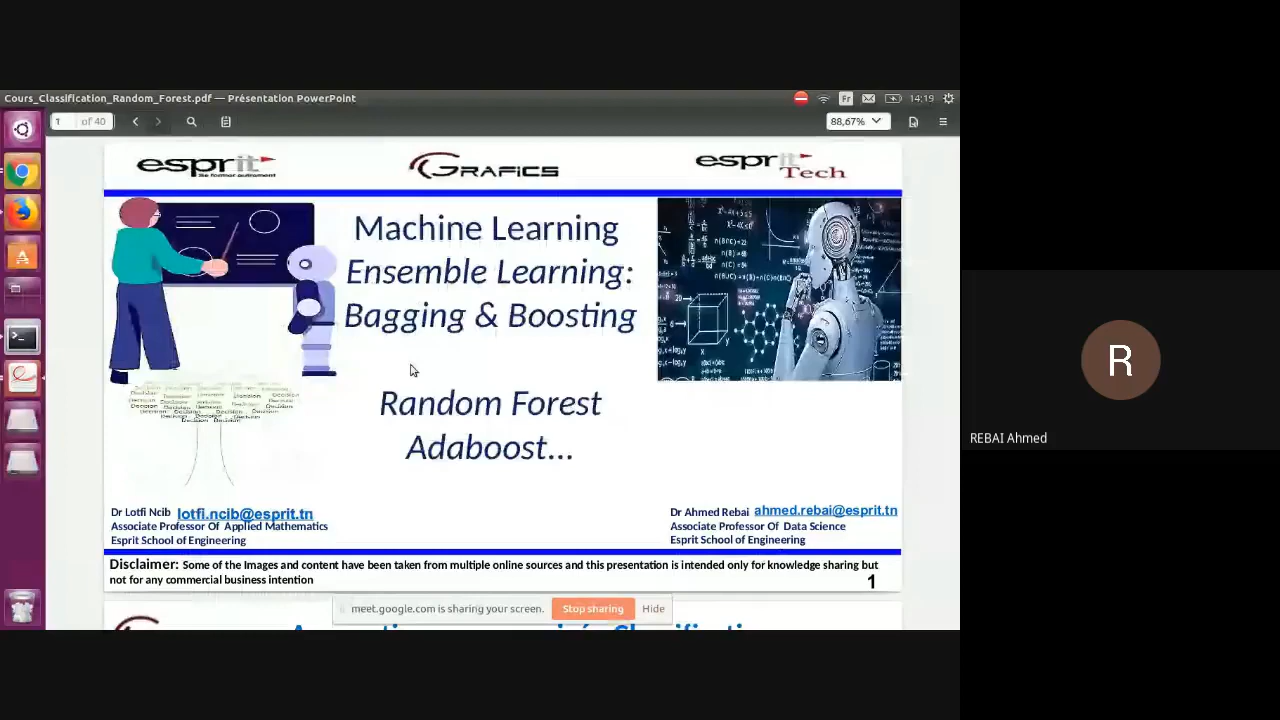 Cours_Classification_Random_Forest.pdf — Présentation PowerPoint
Fr
14:19
1 of 40
88,67%
esprit
Se former autrement
GRAFICS
esprit
Tech
Machine Learning
Ensemble Learning:
Bagging & Boosting
Random Forest
Adaboost...
Dr Lotfi Ncib lotfi.ncib@esprit.tn
Associate Professor Of Applied Mathematics
Esprit School of Engineering
Dr Ahmed Rebai ahmed.rebai@esprit.tn
Associate Professor Of Data Science
Esprit School of Engineering
Disclaimer: Some of the Images and content have been taken from multiple online sources and this presentation is intended only for knowledge sharing but
not for any commercial business intention
1
meet.google.com is sharing your screen. Stop sharing Hide
R
REBAI Ahmed